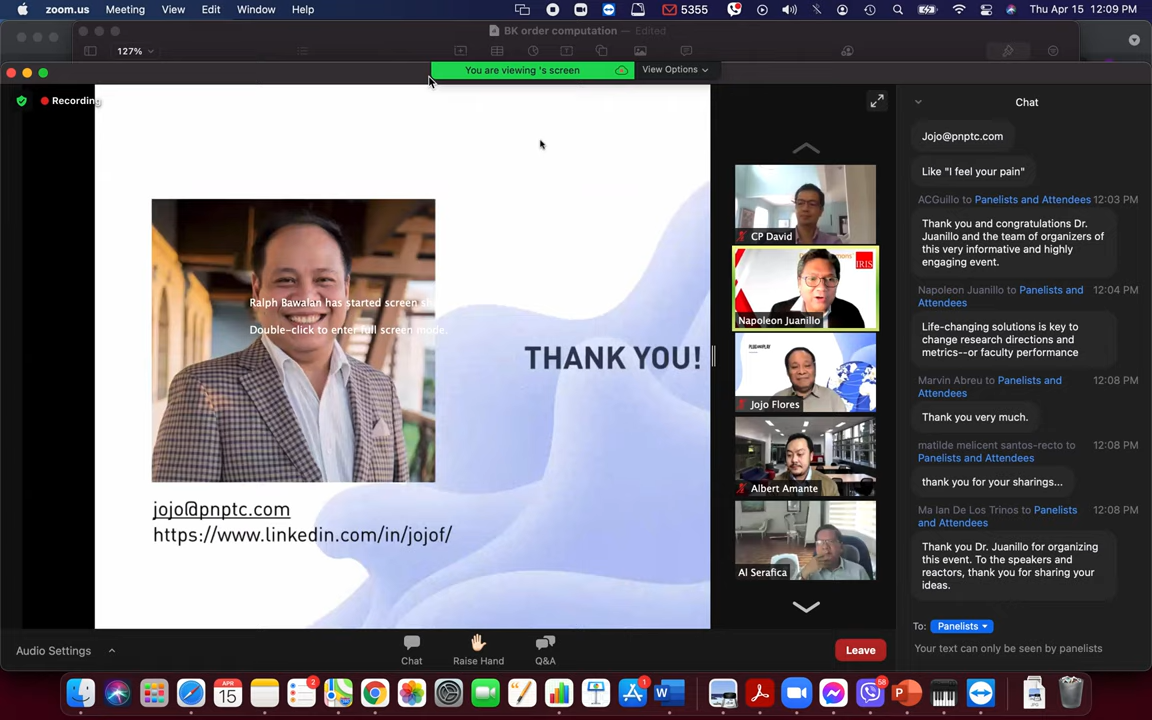 zoom.us Meeting View Edit Window Help 5355 Thu Apr 15 12:09 PM
BK order computation — Edited
127%
You are viewing 's screen View Options
Recording
Ralph Bawalan has started screen
Double-click to enter full screen mode.
THANK YOU!
jojo@pnptc.com
https://www.linkedin.com/in/jojof/
CP David
IRIS
Napoleon Juanillo
PLUGANDPLAY
Jojo Flores
Albert Amante
Al Serafica
Chat
Jojo@pnptc.com
Like "I feel your pain"
ACGuillo to Panelists and Attendees 12:03 PM
Thank you and congratulations Dr.
Juanillo and the team of organizers of
this very informative and highly
engaging event.
Napoleon Juanillo to Panelists and 12:04 PM
Attendees
Life-changing solutions is key to
change research directions and
metrics--or faculty performance
Marvin Abreu to Panelists and 12:08 PM
Attendees
Thank you very much.
matilde melicent santos-recto to 12:08 PM
Panelists and Attendees
thank you for your sharings...
Ma Ian De Los Trinos to Panelists 12:08 PM
and Attendees
Thank you Dr. Juanillo for organizing
this event. To the speakers and
reactors, thank you for sharing your
ideas.
To: Panelists
Your text can only be seen by panelists
Audio Settings
Chat
Raise Hand
Q&A
Leave
APR
15
2
1
58